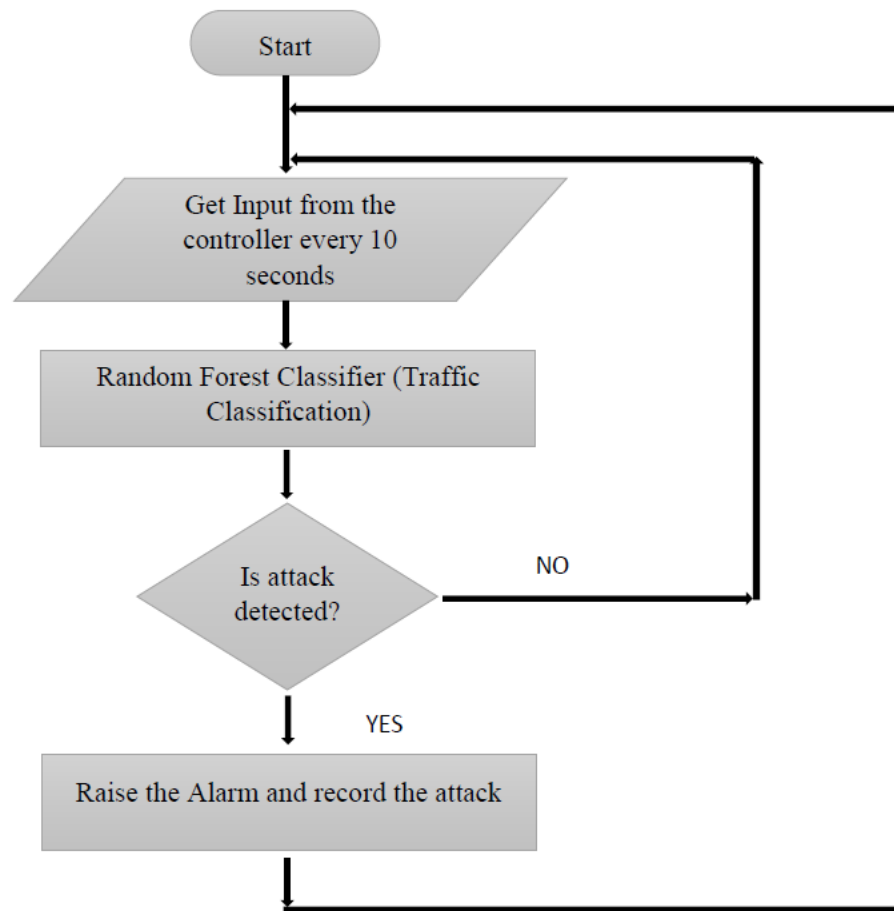 Start
Get Input from the
controller every 10
seconds
Random Forest Classifier (Traffic
Classification)
Is attack
detected?
NO
YES
Raise the Alarm and record the attack